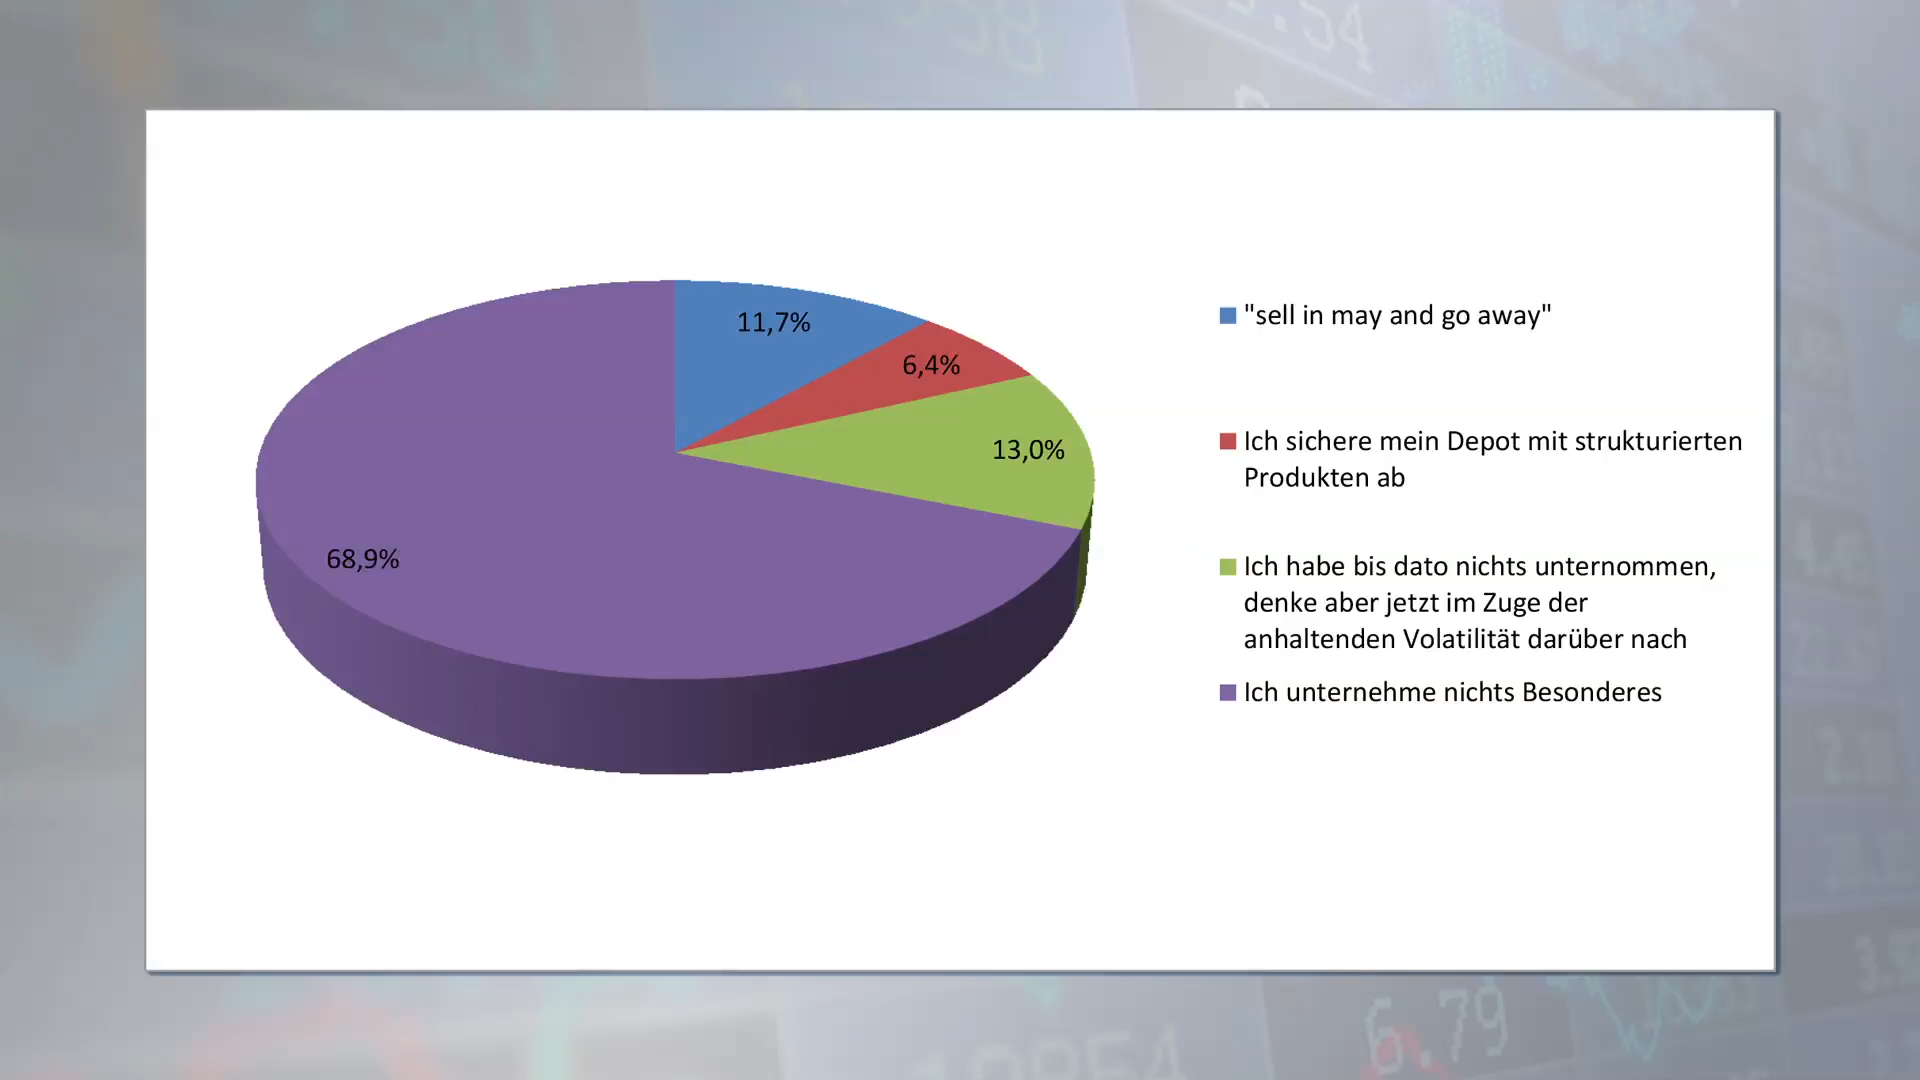 11,7%
6,4%
13,0%
68,9%
"sell in may and go away"
Ich sichere mein Depot mit strukturierten
Produkten ab
Ich habe bis dato nichts unternommen,
denke aber jetzt im Zuge der
anhaltenden Volatilität darüber nach
Ich unternehme nichts Besonderes
6.79